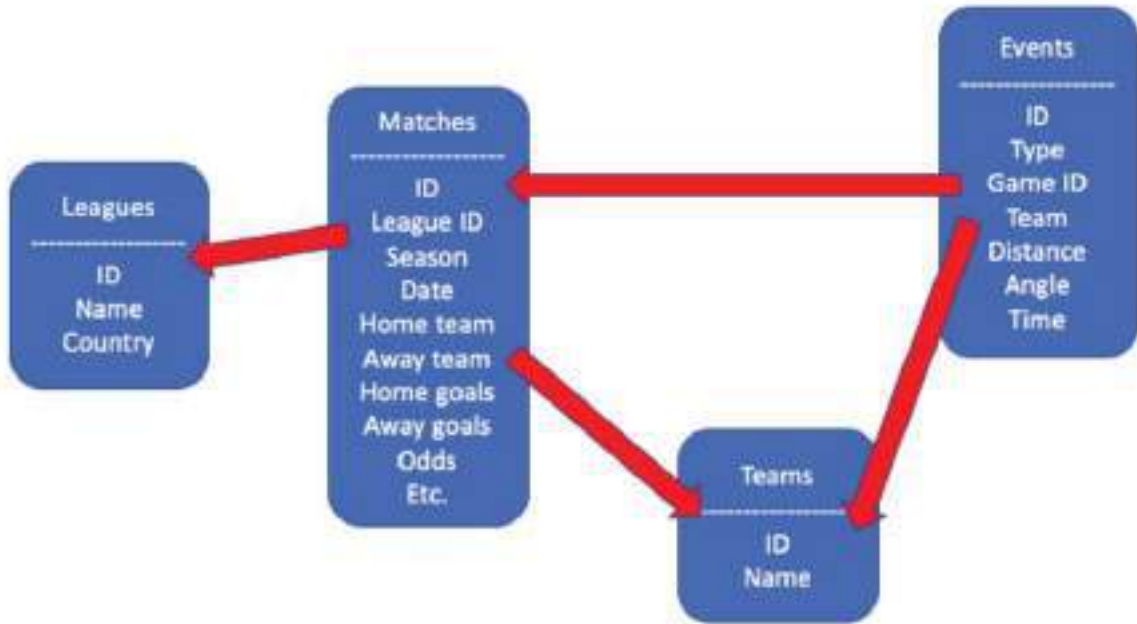 Leagues
-------------------
ID
Name
Country
Matches
-------------------
ID
League ID
Season
Date
Home team
Away team
Home goals
Away goals
Odds
Etc.
Events
-------------------
ID
Type
Game ID
Team
Distance
Angle
Time
Teams
-------------------
ID
Name